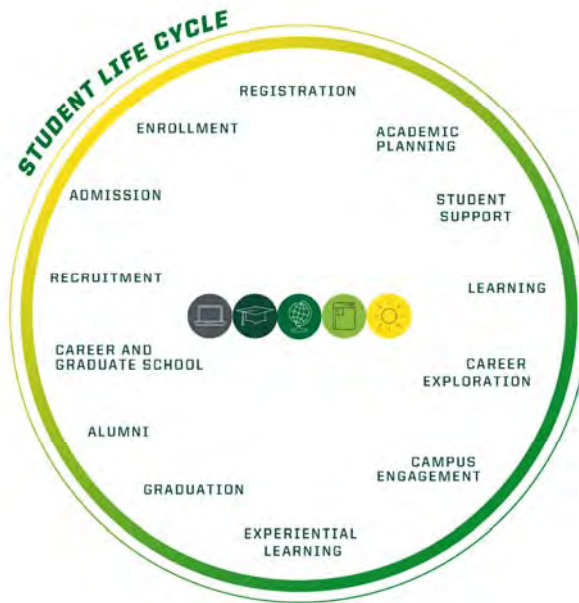 STUDENT LIFE CYCLE
REGISTRATION
ENROLLMENT
ACADEMIC
PLANNING
ADMISSION
STUDENT
SUPPORT
RECRUITMENT
LEARNING
CAREER AND
GRADUATE SCHOOL
CAREER
EXPLORATION
ALUMNI
CAMPUS
ENGAGEMENT
GRADUATION
EXPERIENTIAL
LEARNING